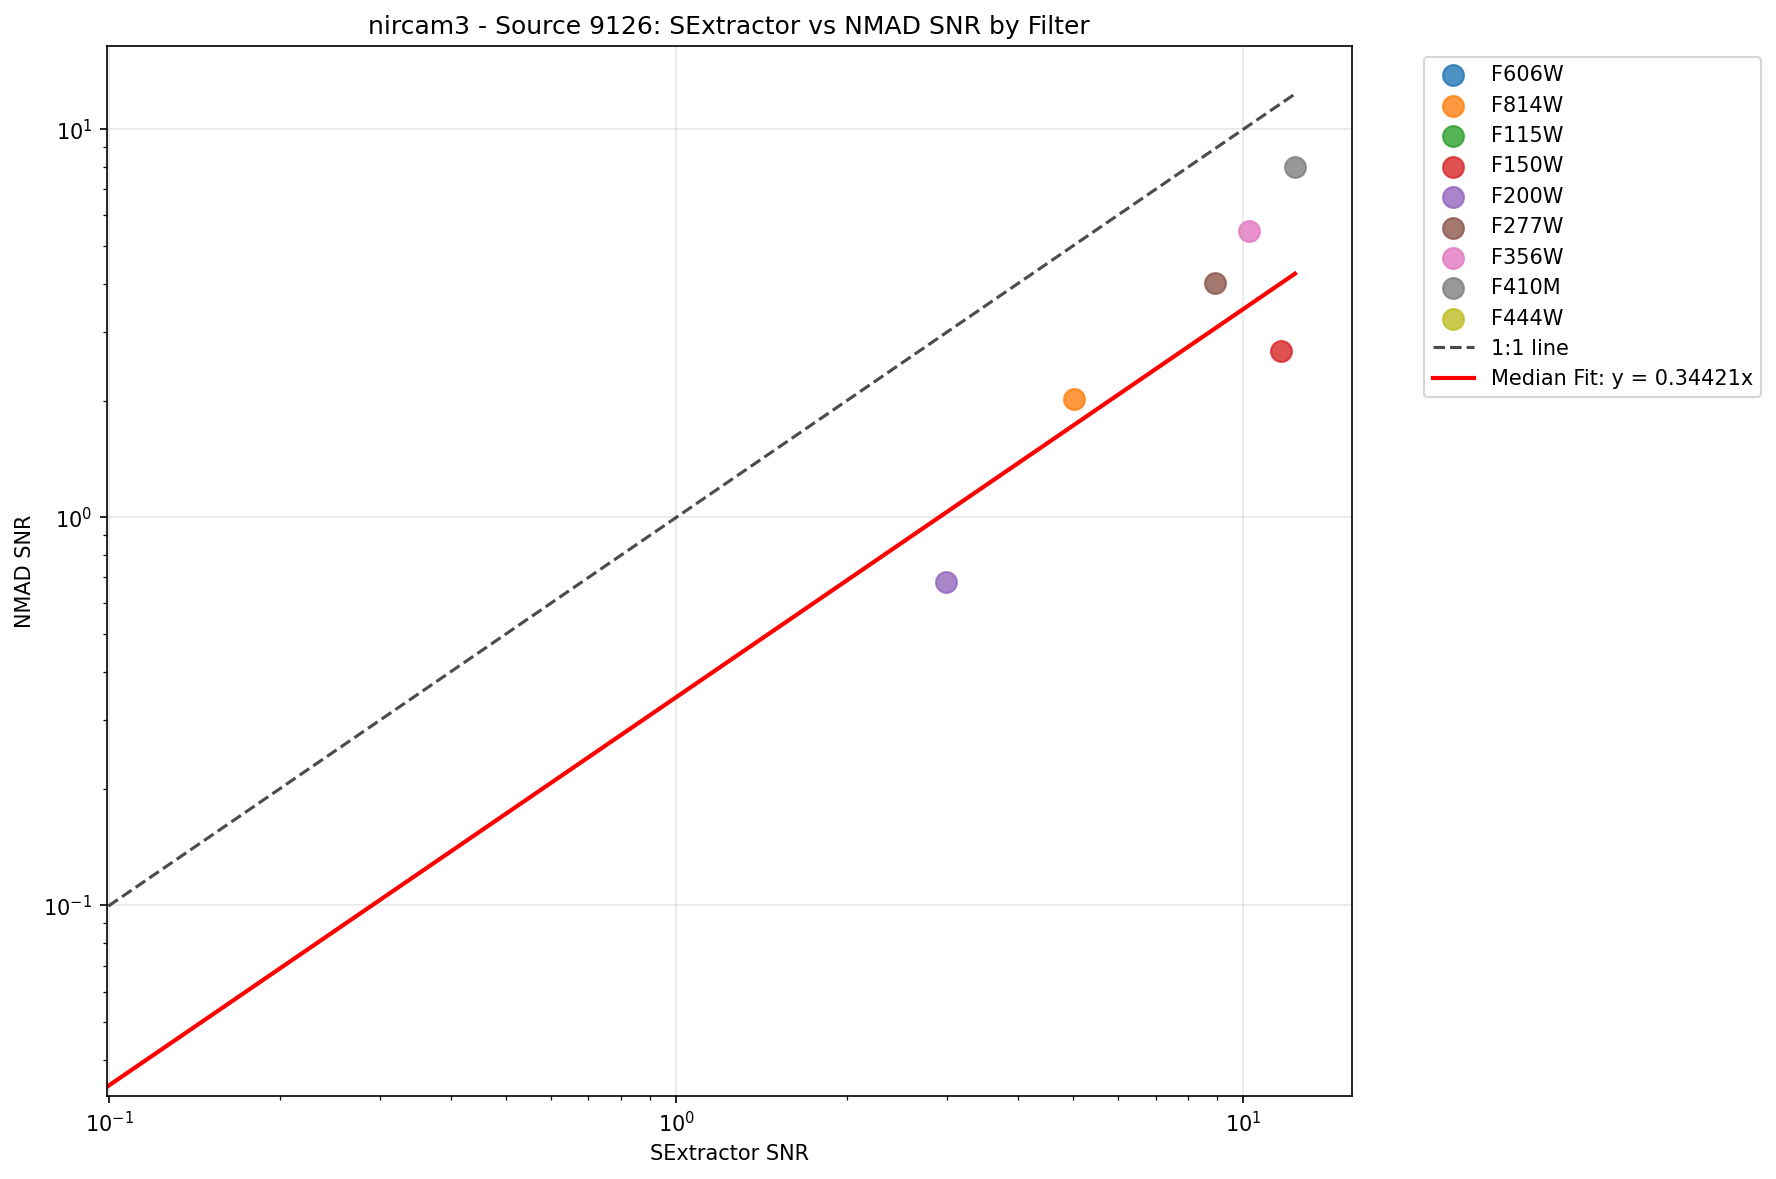 nircam3 - Source 9126: SExtractor vs NMAD SNR by Filter
F606W
F814W
F115W
F150W
F200W
F277W
F356W
F410M
F444W
1:1 line
Median Fit: y = 0.34421x
NMAD SNR
10¹
10⁰
10⁻¹
10⁻¹
10⁰
10¹
SExtractor SNR